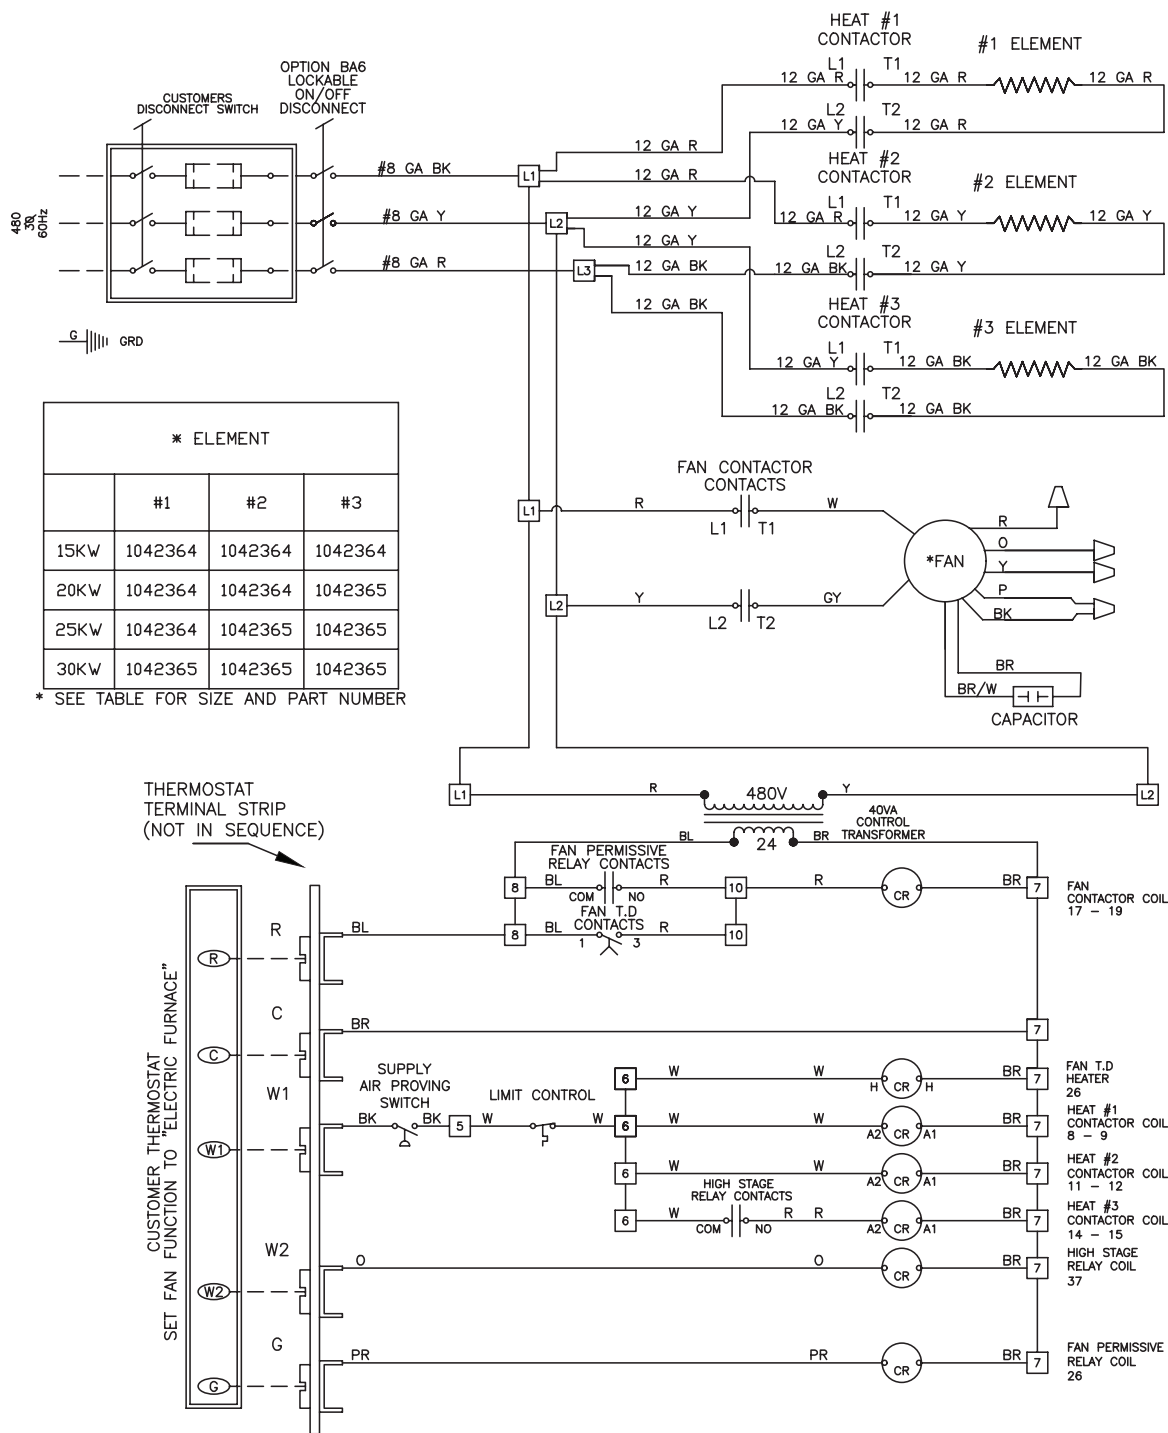 HEAT #1
CONTACTOR
#1 ELEMENT
L1 T1
12 GA R 12 GA R 12 GA R
OPTION BA6
LOCKABLE
ON/OFF
DISCONNECT
CUSTOMERS
DISCONNECT SWITCH
L2 T2
12 GA Y 12 GA R
12 GA R
HEAT #2
CONTACTOR
#2 ELEMENT
#8 GA BK
L1
12 GA R
L1 T1
12 GA R 12 GA Y 12 GA Y
480
3Ø
60Hz
#8 GA Y
L2
12 GA Y
12 GA Y
L2 T2
#8 GA R
L3
12 GA BK
12 GA BK 12 GA Y
12 GA BK
HEAT #3
CONTACTOR
#3 ELEMENT
G
GRD
L1 T1
12 GA Y 12 GA BK 12 GA BK
L2 T2
12 GA BK 12 GA BK
* ELEMENT
#1 #2 #3
15KW 1042364 1042364 1042364
20KW 1042364 1042364 1042365
25KW 1042364 1042365 1042365
30KW 1042365 1042365 1042365
* SEE TABLE FOR SIZE AND PART NUMBER
FAN CONTACTOR
CONTACTS
L1
R W
L1 T1
*FAN
R
O
Y
P
BK
L2
Y GY
L2 T2
BR
BR/W
CAPACITOR
THERMOSTAT
TERMINAL STRIP
(NOT IN SEQUENCE)
L1
R
480V
Y
L2
40VA
CONTROL
TRANSFORMER
BL
24
BR
FAN PERMISSIVE
RELAY CONTACTS
8
BL R
COM NO
10
R
CR
BR
7
FAN
CONTACTOR COIL
17 - 19
FAN T.D
CONTACTS
8
BL R
1 3
10
CUSTOMER THERMOSTAT
SET FAN FUNCTION TO "ELECTRIC FURNACE"
R
BL
R
C
BR
7
C
SUPPLY
AIR PROVING
SWITCH
LIMIT CONTROL
6
W W
H CR H
BR
7
FAN T.D
HEATER
26
W1
BK BK
5
W W
6
W W
A2 CR A1
BR
7
HEAT #1
CONTACTOR COIL
8 - 9
W1
6
W W
A2 CR A1
BR
7
HEAT #2
CONTACTOR COIL
11 - 12
HIGH STAGE
RELAY CONTACTS
6
W
COM NO
R R
A2 CR A1
BR
7
HEAT #3
CONTACTOR COIL
14 - 15
W2
O O
CR
BR
7
HIGH STAGE
RELAY COIL
37
W2
G
PR PR
CR
BR
7
FAN PERMISSIVE
RELAY COIL
26
G